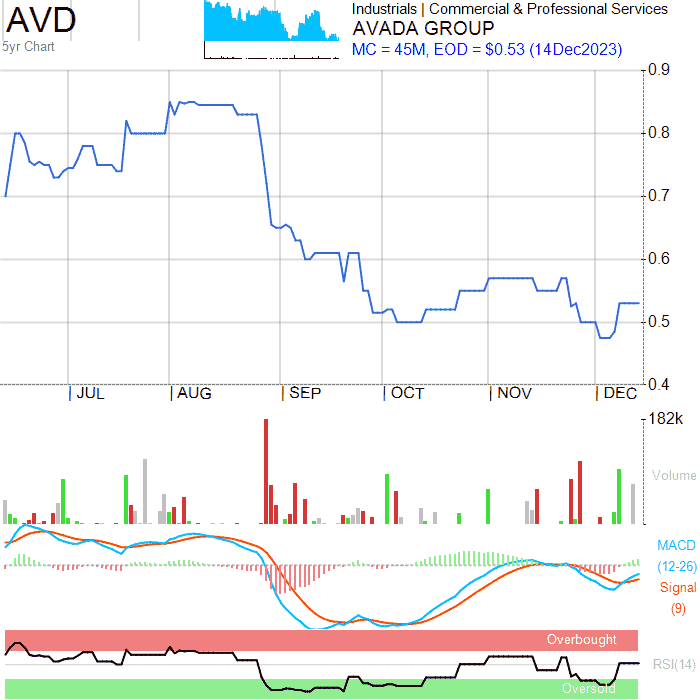 AVD
5yr Chart
Industrials | Commercial & Professional Services
AVADA GROUP
MC = 45M, EOD = $0.53 (14Dec2023)
0.9
0.8
0.7
0.6
0.5
0.4
JUL
AUG
SEP
OCT
NOV
DEC
182k
Volume
MACD
(12-26)
Signal
(9)
Overbought
RSI(14)
Oversold